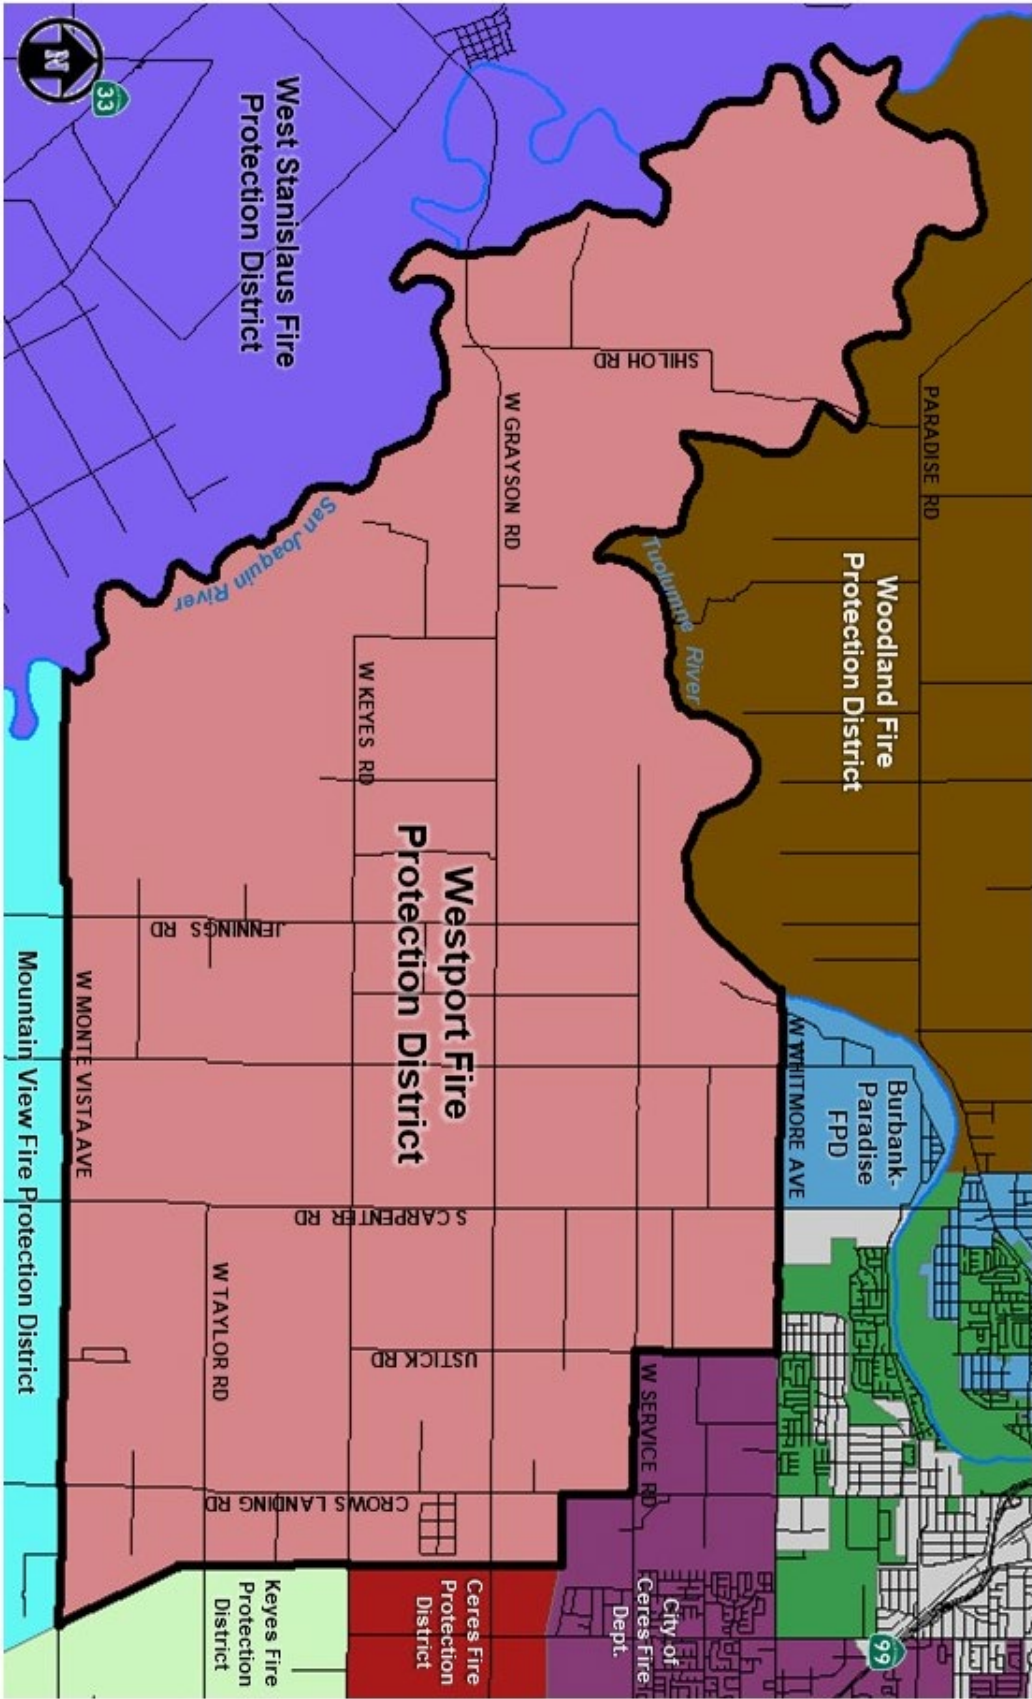 N
33
West Stanislaus Fire
Protection District
San Joaquin River
SHILOH RD
W GRAYSON RD
PARADISE RD
Tuolumne River
Woodland Fire
Protection District
W KEYES RD
Westport Fire
Protection District
JENNINGS RD
W MONTE VISTA AVE
Mountain View Fire Protection District
W WHITMORE AVE
Burbank-
Paradise
FPD
S CARPENTER RD
W TAYLOR RD
USTICK RD
W SERVICE RD
CROWS LANDING RD
Keyes Fire
Protection
District
Ceres Fire
Protection
District
City of
Ceres Fire
Dept.
99